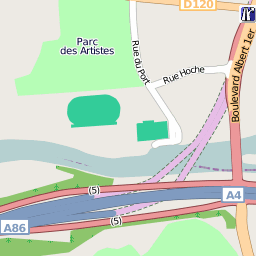 D120
Parc
des Artistes
Rue du Port
Rue Hoche
Boulevard Albert 1er
(5)
A4
A86
(5)